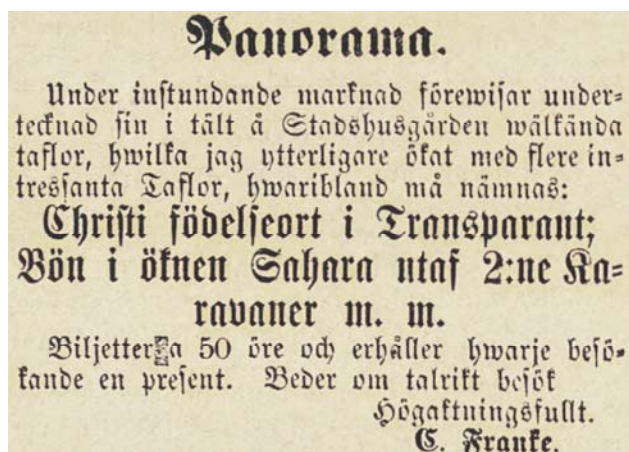 Panorama.
Under instundande marknad förewisar under-
tecknad sin i tält å Stadshusgården wälkända
taflor, hwilka jag ytterligare ökat med flere in-
tressanta Taflor, hwaribland må nämnas:
Christi födelseort i Transparant;
Bön i öknen Sahara utaf 2:ne Ka-
ravaner m. m.
Biljetter a 50 öre och erhåller hwarje besö-
kande en present. Beder om talrikt besök
Högaktningsfullt.
C. Franke.